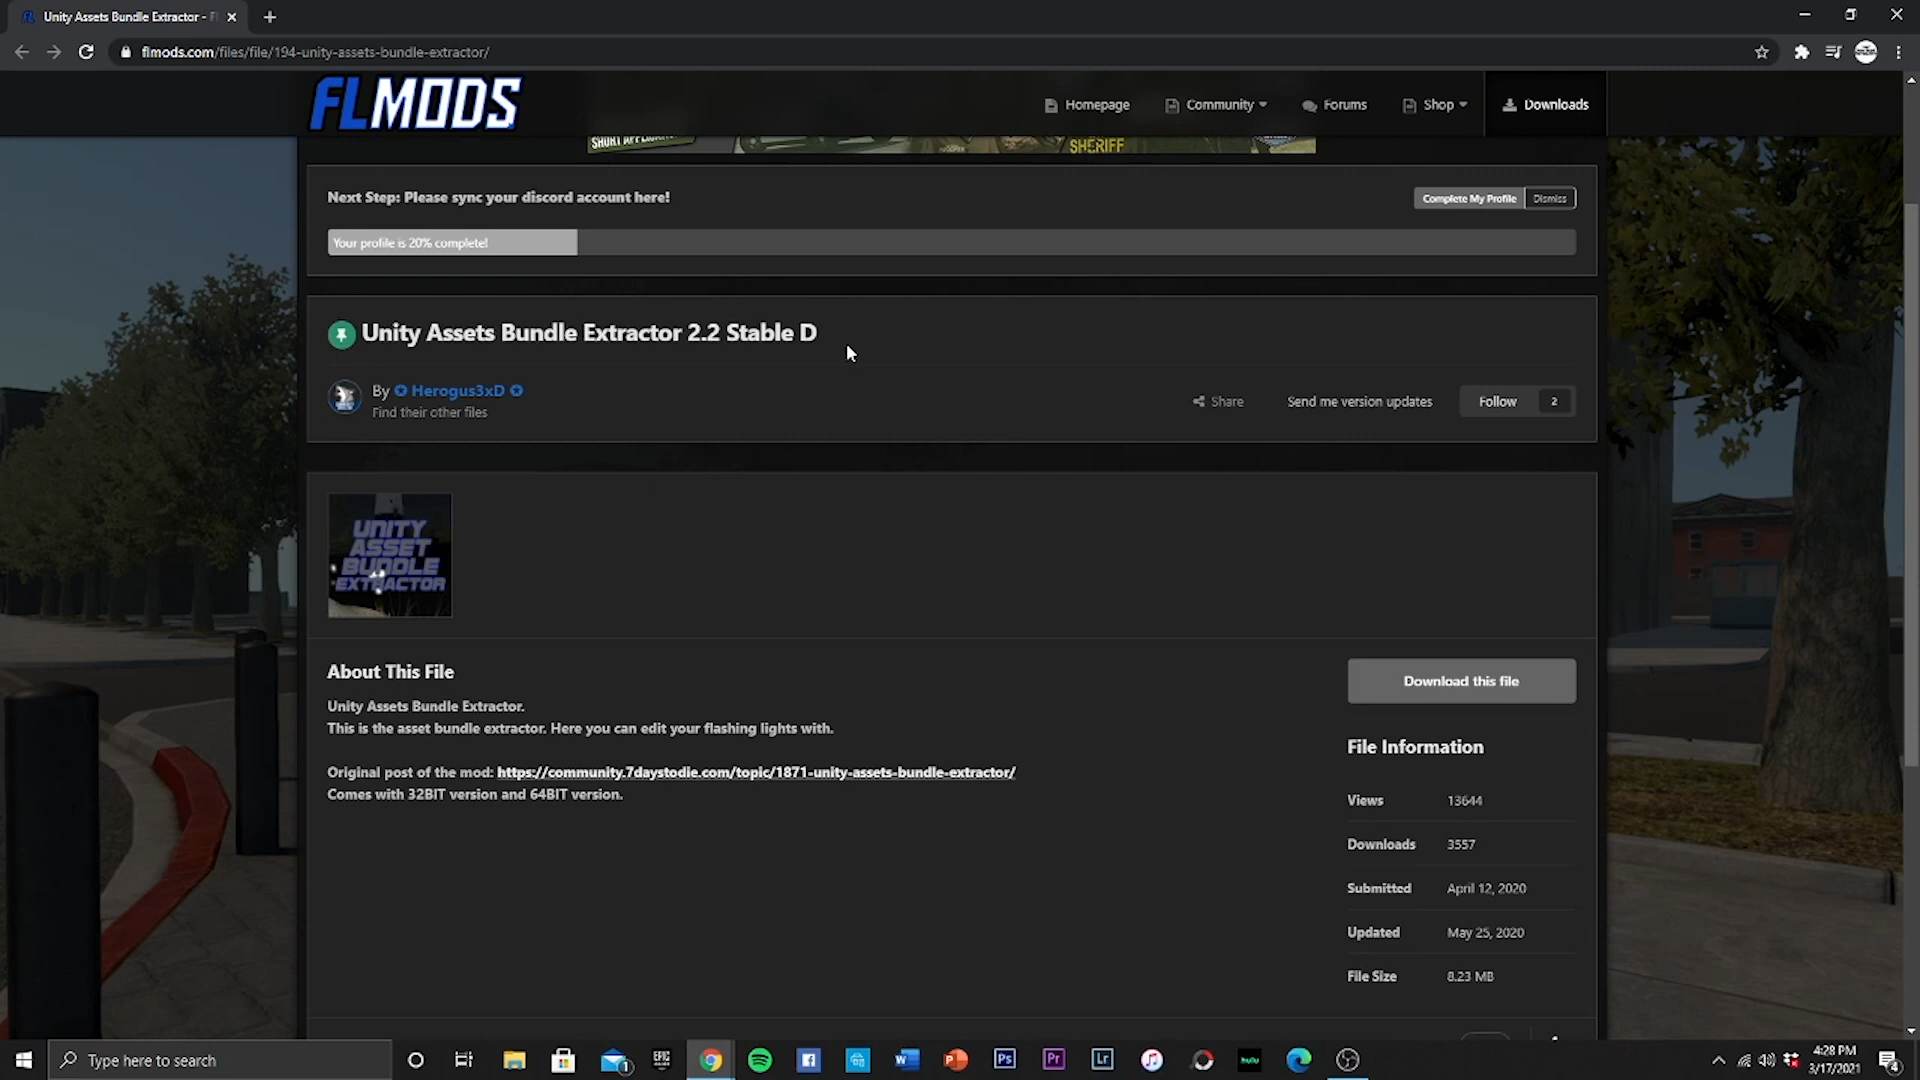 Unity Assets Bundle Extractor - F
flmods.com/files/file/194-unity-assets-bundle-extractor/
FLMODS
Homepage
Community
Forums
Shop
Downloads
SHERIFF
Next Step: Please sync your discord account here!
Complete My Profile
Dismiss
Your profile is 20% complete!
Unity Assets Bundle Extractor 2.2 Stable D
By Herogus3xD
Find their other files
Share
Send me version updates
Follow 2
UNITY
ASSET
BUNDLE
EXTRACTOR
About This File
Unity Assets Bundle Extractor.
This is the asset bundle extractor. Here you can edit your flashing lights with.
Original post of the mod: https://community.7daystodie.com/topic/1871-unity-assets-bundle-extractor/
Comes with 32BIT version and 64BIT version.
Download this file
File Information
Views 13644
Downloads 3557
Submitted April 12, 2020
Updated May 25, 2020
File Size 8.23 MB
Type here to search
1
EPIC
W
P
Ps
Pr
Lr
hulu
4:28 PM
3/17/2021
4